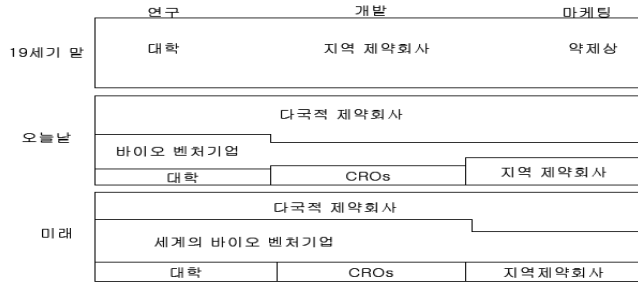 연구 개발 마케팅
19세기 말 대학 지역 제약회사 약제상
다국적 제약회사
오늘날
바이오 벤처기업
대학 CROs 지역 제약회사
다국적 제약회사
미래
세계의 바이오 벤처기업
대학 CROs 지역제약회사